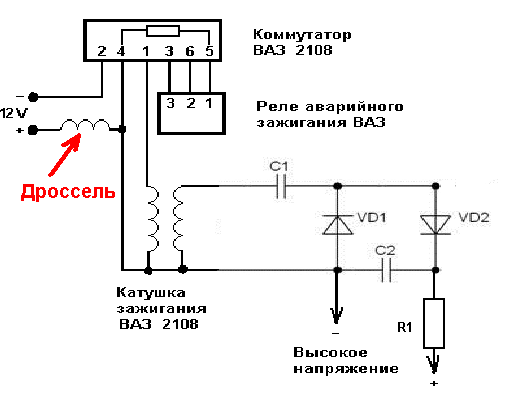 Коммутатор
ВАЗ 2108
2 4 1 3 6 5
3 2 1
Реле аварийного
зажигания ВАЗ
–
12V
+
Дроссель
C1
VD1
VD2
C2
Катушка
зажигания
ВАЗ 2108
–
R1
Высокое
напряжение
+